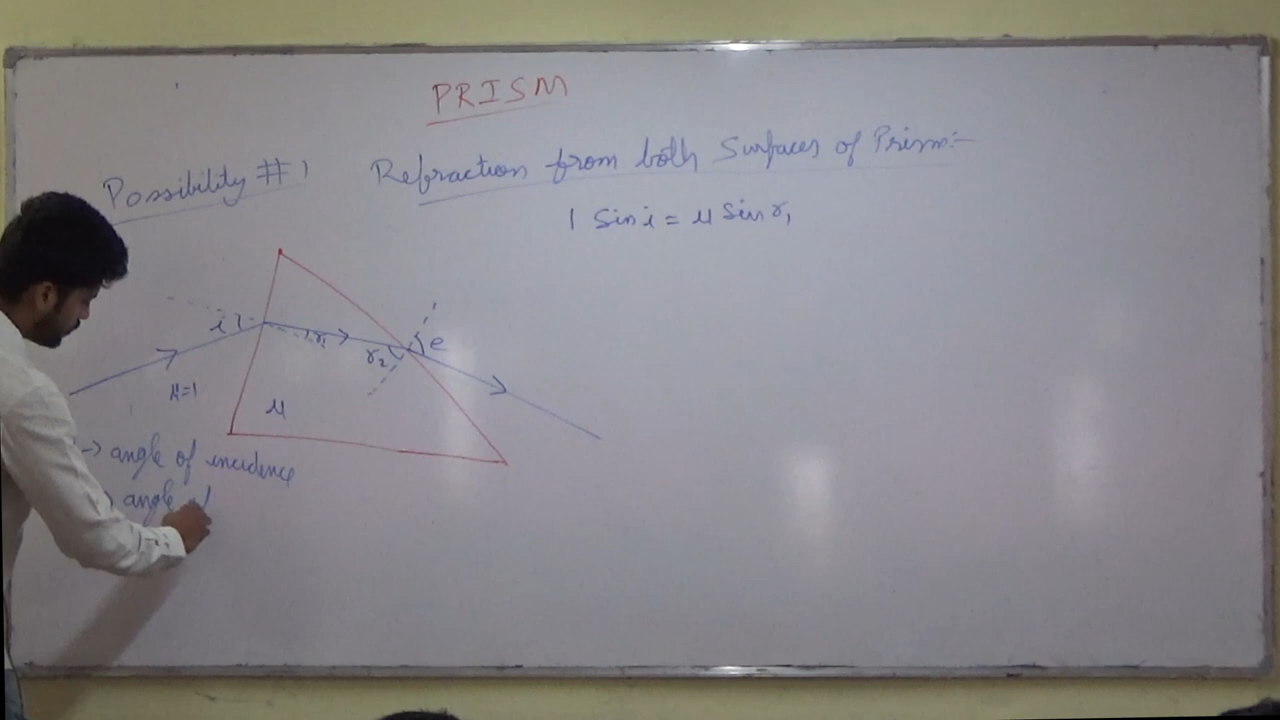 PRISM
Possibility # 1 Refraction from both Surfaces of Prism:-
1 Sin i = μ Sin r₁
i
r₁
r₂
e
μ=1
μ
-> angle of incidence
angle